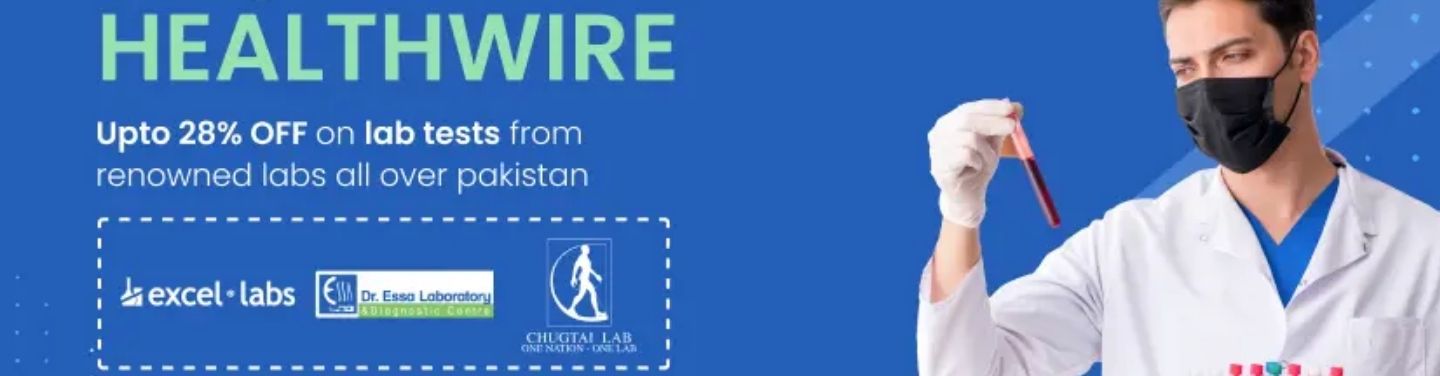 HEALTHWIRE
Upto 28% OFF on lab tests from
renowned labs all over pakistan
excel labs
Essa
Dr. Essa Laboratory
& Diagnostic Centre
CHUGTAI LAB
ONE NATION - ONE LAB